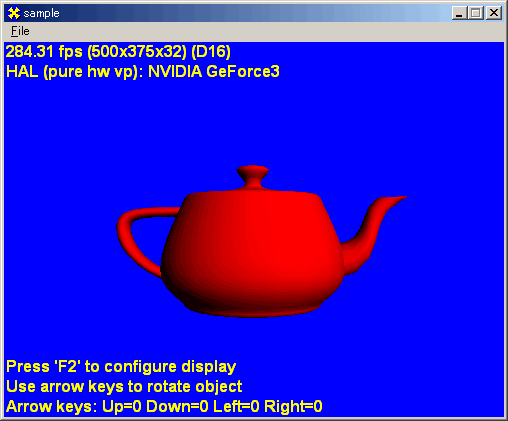 sample
File
284.31 fps (500x375x32) (D16)
HAL (pure hw vp): NVIDIA GeForce3
Press 'F2' to configure display
Use arrow keys to rotate object
Arrow keys: Up=0 Down=0 Left=0 Right=0